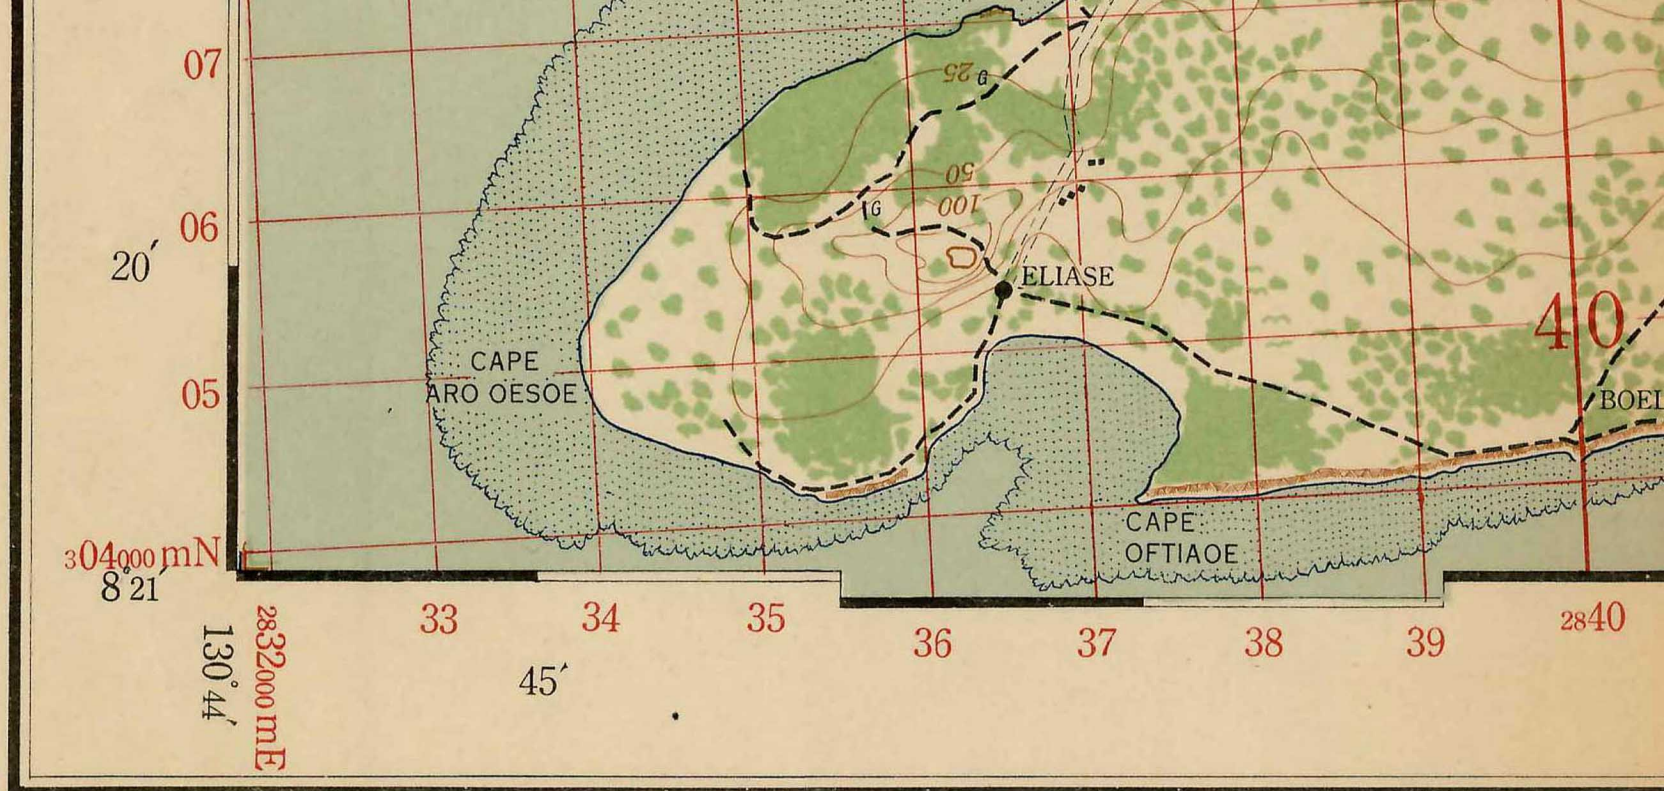 07
25
G
50
06
G
100
20′
ELIASE
40
CAPE
ARO OESOE
05
BOEL
CAPE
OFTIAOE
304000 mN
8°21′
33
34
35
36
37
38
39
2840
2832000 mE
130°44′
45′